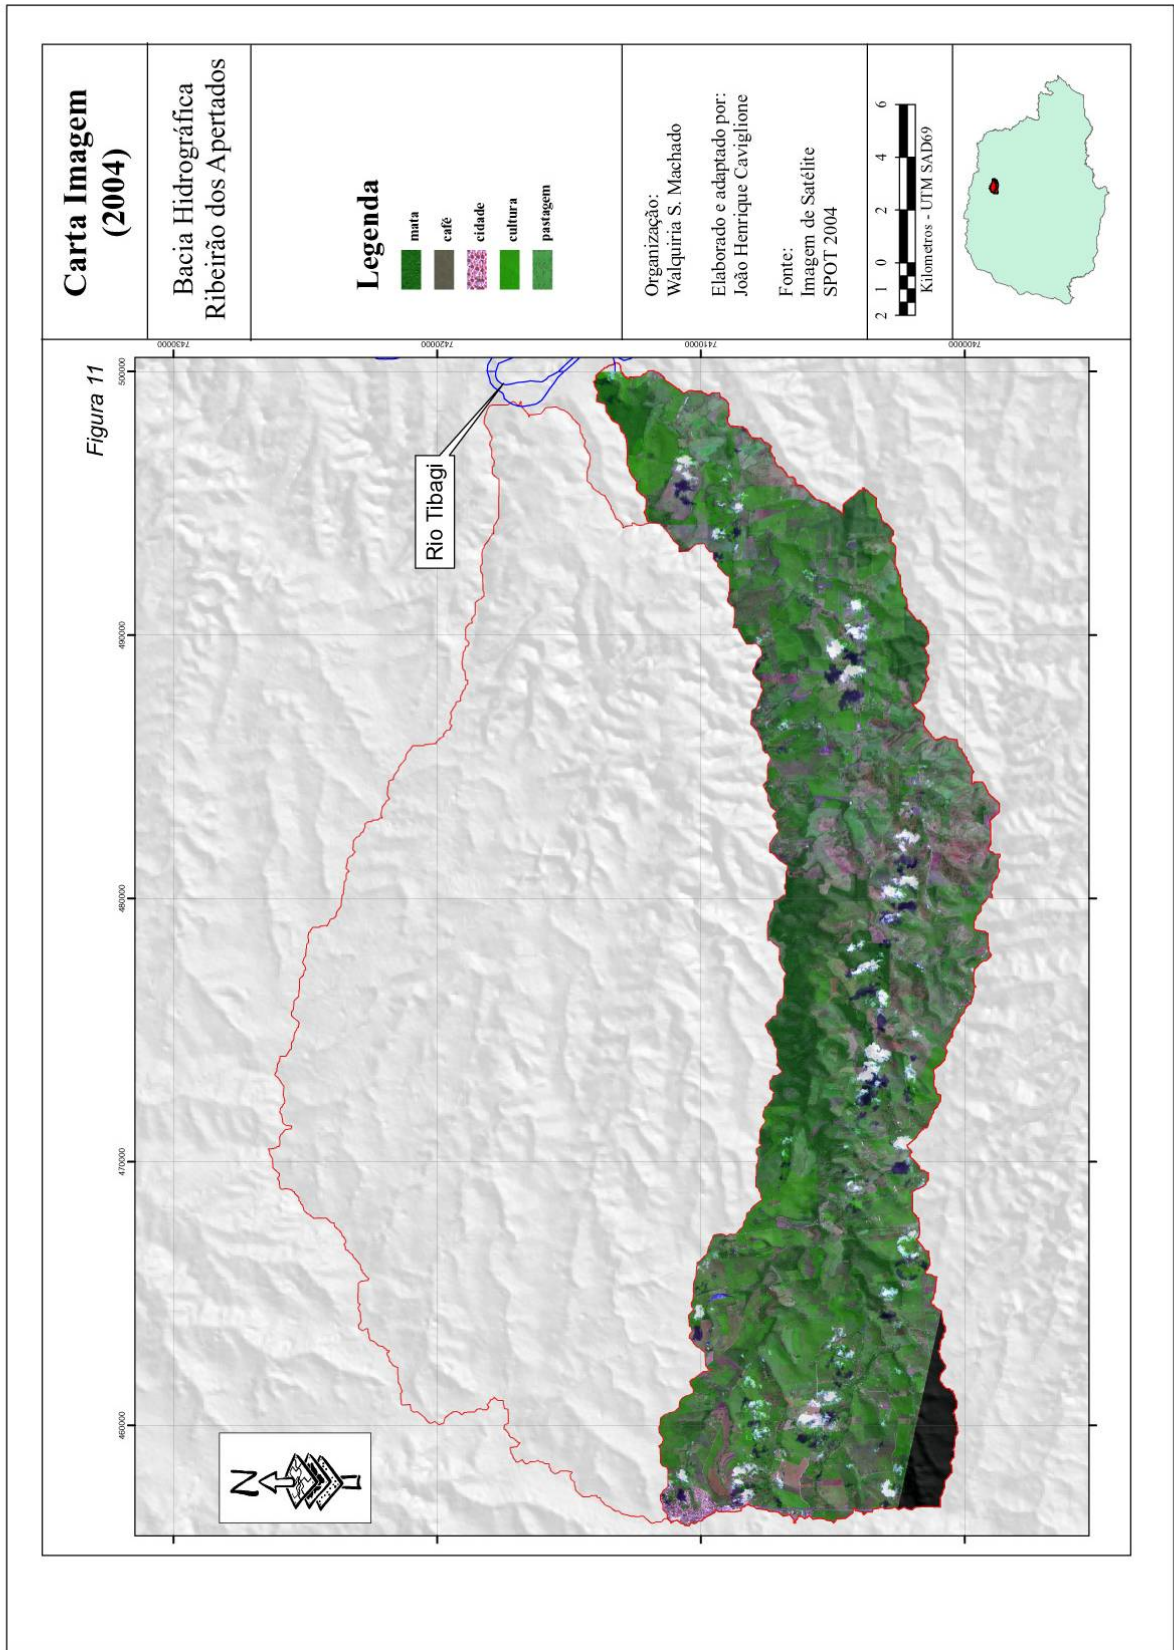 Carta Imagem
(2004)
Bacia Hidrográfica
Ribeirão dos Apertados
Legenda
mata
café
cidade
cultura
pastagem
Organização:
Walquiria S. Machado
Elaborado e adaptado por:
João Henrique Caviglione
Fonte:
Imagem de Satélite
SPOT 2004
2 1 0 2 4 6
Kilometros - UTM SAD69
Figura 11
Rio Tibagi
N
460000
470000
480000
490000
500000
7430000
7420000
7410000
7400000